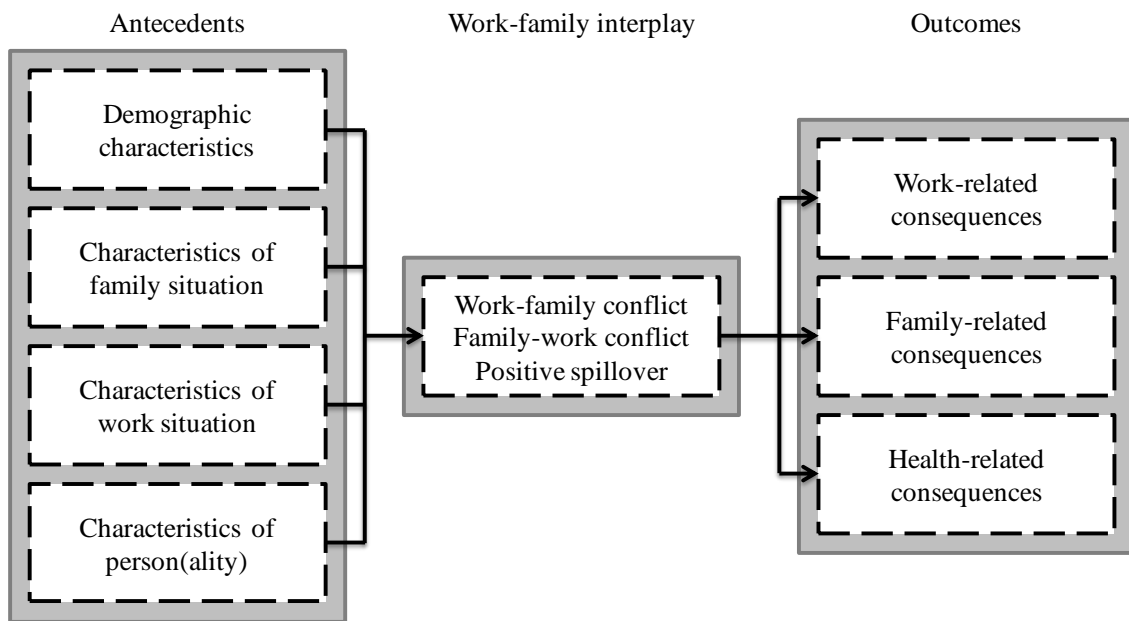 Antecedents
Work-family interplay
Outcomes
Demographic
characteristics
Characteristics of
family situation
Characteristics of
work situation
Characteristics of
person(ality)
Work-family conflict
Family-work conflict
Positive spillover
Work-related
consequences
Family-related
consequences
Health-related
consequences